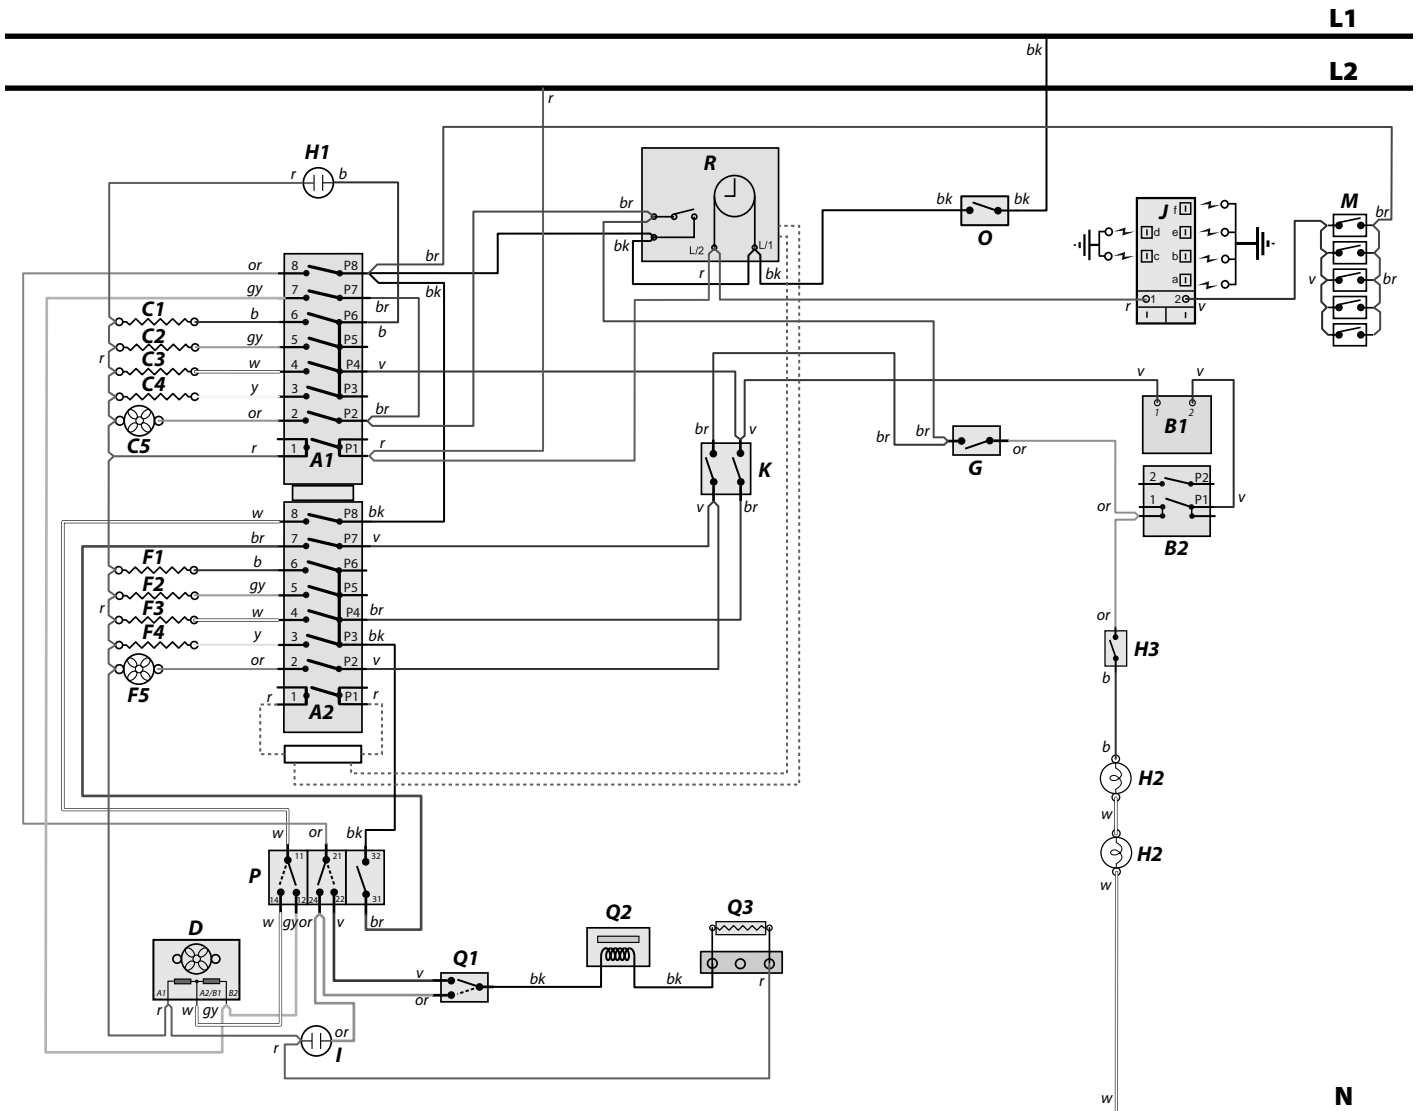 L1
bk
L2
r
H1
r b
R
br
bk
L/2 L/1
r bk
bk bk
O
J
f
d e
c b
a
1 2
r v
M
br
v br
or 8 P8 br
bk
gy 7 P7 br
C1 b 6 P6 b
C2 gy 5 P5
r C3 w 4 P4 v
C4 y 3 P3
C5 or 2 P2 br
r 1 P1 r
A1
br v
K
v br
br br or
G
v v
1 2
B1
2 P2
or 1 P1 v
B2
w 8 P8 bk
br 7 P7 v
F1 b 6 P6
F2 gy 5 P5
r F3 w 4 P4 br
F4 y 3 P3 bk
F5 or 2 P2 v
r 1 P1 r
A2
or
H3
b
b
H2
w
H2
w
w or bk
11 21 32
P
14 12 24 22 31
w gy or v br
D
A1 A2/B1 B2
r w gy
Q1
v
or
bk
Q2
bk
Q3
r
r or
I
w
N